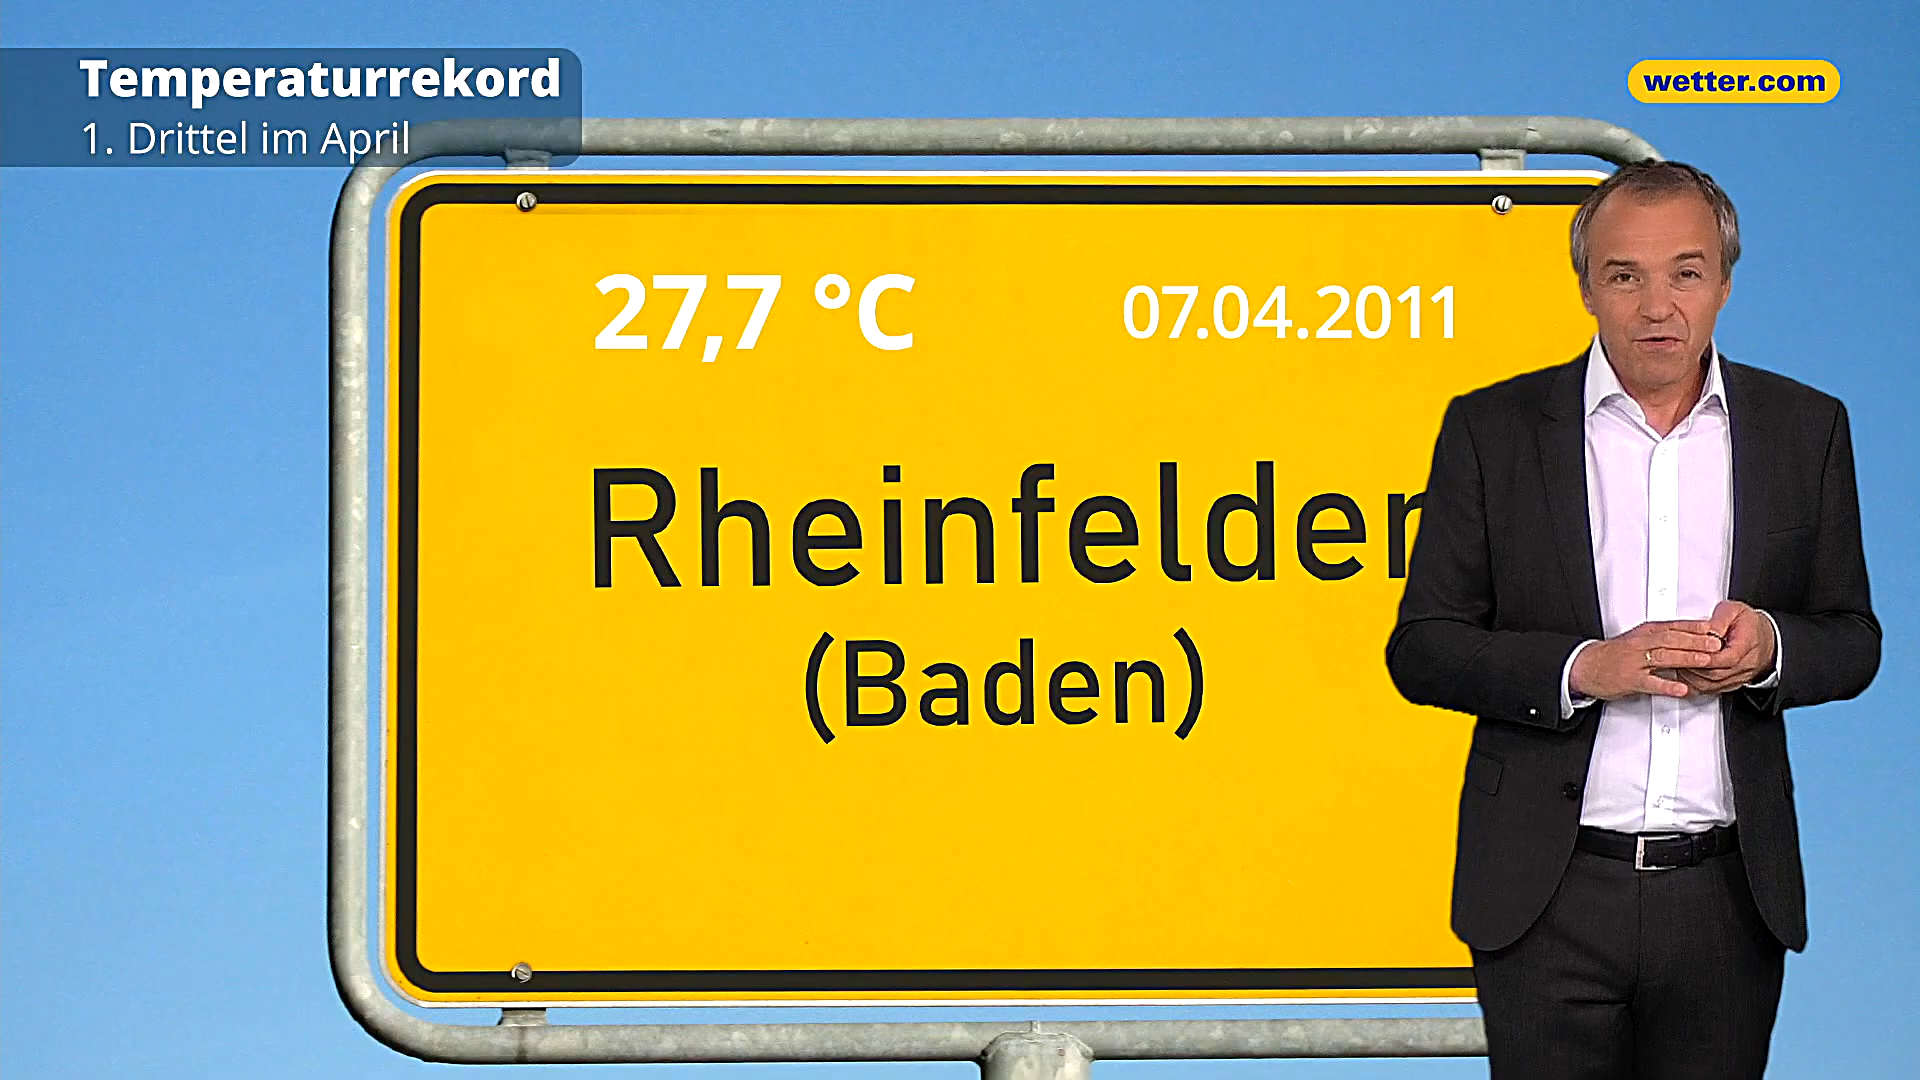 Temperaturrekord
1. Drittel im April
wetter.com
27,7 °C
07.04.2011
Rheinfelden
(Baden)